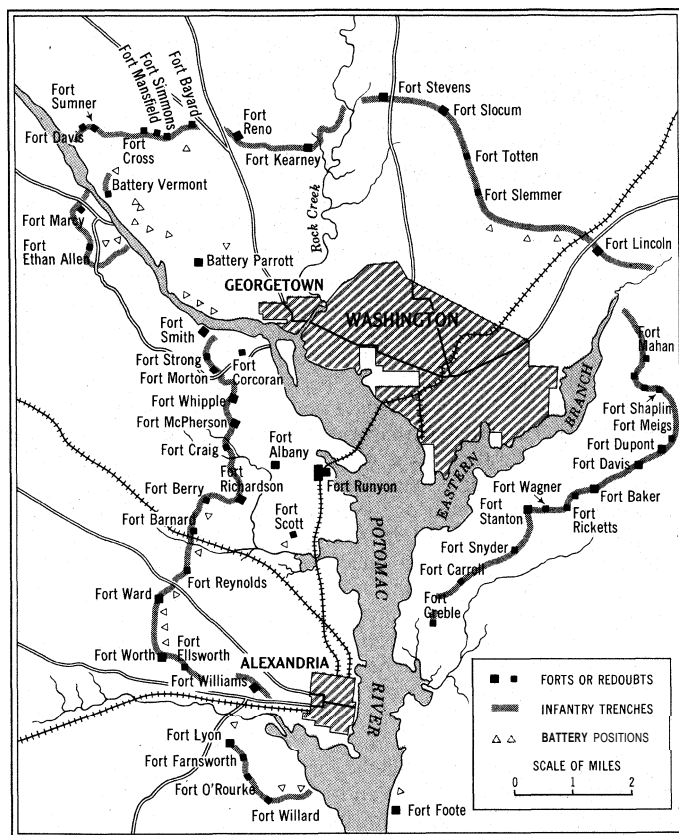 Fort
Sumner
Fort Davis
Fort
Cross
Fort Mansfield
Fort Simmons
Fort Bayard
Fort
Reno
Fort Kearney
Fort Stevens
Fort Slocum
Fort Totten
Fort Slemmer
Fort Lincoln
Rock Creek
Battery Vermont
Fort Marcy
Fort
Ethan Allen
Battery Parrott
GEORGETOWN
WASHINGTON
Fort
Smith
Fort Strong
Fort Morton
Fort
Corcoran
Fort Whipple
Fort McPherson
Fort Craig
Fort
Albany
Fort
Richardson
Fort Runyon
Fort Berry
Fort
Scott
Fort Barnard
Fort Reynolds
Fort Ward
Fort Worth
Fort
Ellsworth
Fort Williams
ALEXANDRIA
POTOMAC
RIVER
EASTERN
BRANCH
Fort
Mahan
Fort Shaplin
Fort Meigs
Fort Dupont
Fort Davis
Fort Baker
Fort Wagner
Fort
Ricketts
Fort
Stanton
Fort Snyder
Fort Carroll
Fort
Greble
Fort Lyon
Fort Farnsworth
Fort O'Rourke
Fort Willard
Fort Foote
FORTS OR REDOUBTS
INFANTRY TRENCHES
BATTERY POSITIONS
SCALE OF MILES
0 1 2